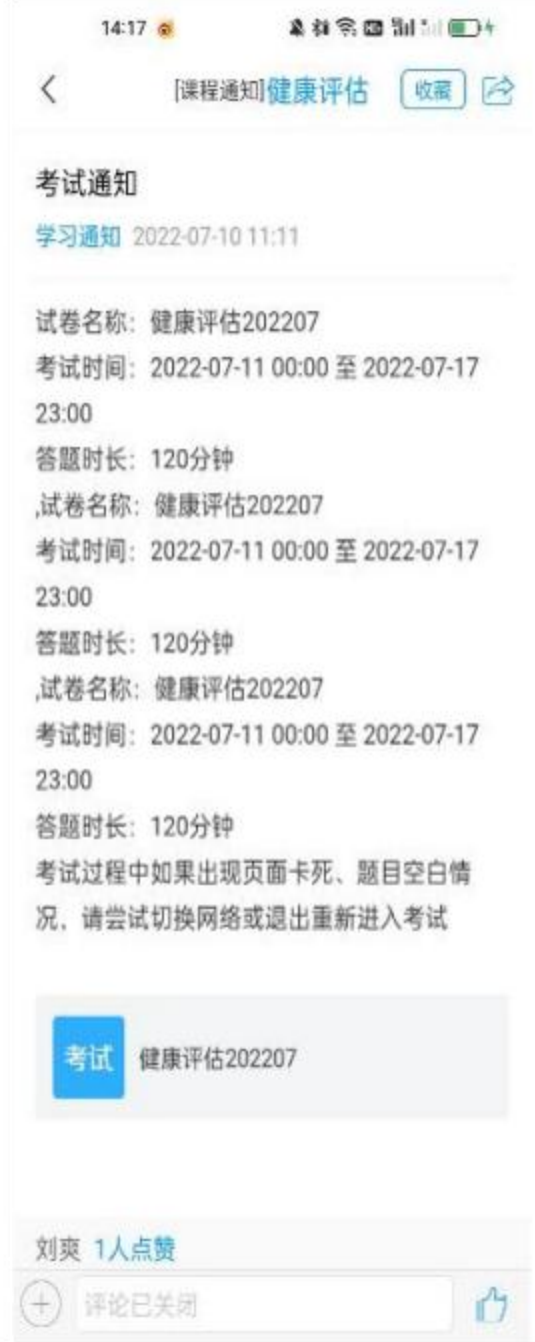 14:17
[课程通知]健康评估 收藏
考试通知
学习通知 2022-07-10 11:11
试卷名称：健康评估202207
考试时间：2022-07-11 00:00 至 2022-07-17
23:00
答题时长：120分钟
,试卷名称：健康评估202207
考试时间：2022-07-11 00:00 至 2022-07-17
23:00
答题时长：120分钟
,试卷名称：健康评估202207
考试时间：2022-07-11 00:00 至 2022-07-17
23:00
答题时长：120分钟
考试过程中如果出现页面卡死、题目空白情
况，请尝试切换网络或退出重新进入考试
考试 健康评估202207
刘爽 1人点赞
评论已关闭